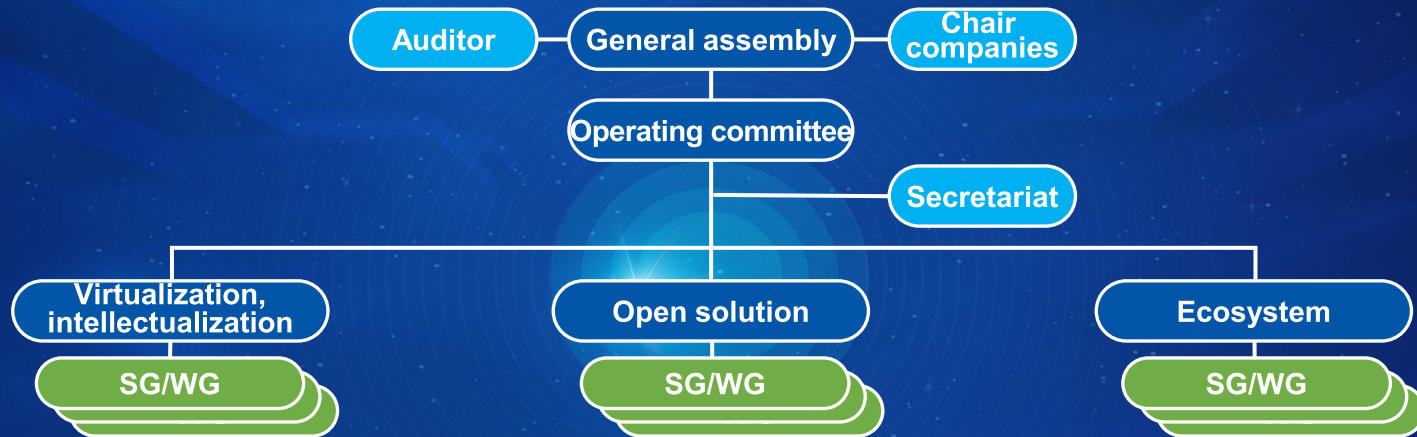 Auditor
General assembly
Chair
companies
Operating committee
Secretariat
Virtualization,
intellectualization
Open solution
Ecosystem
SG/WG
SG/WG
SG/WG